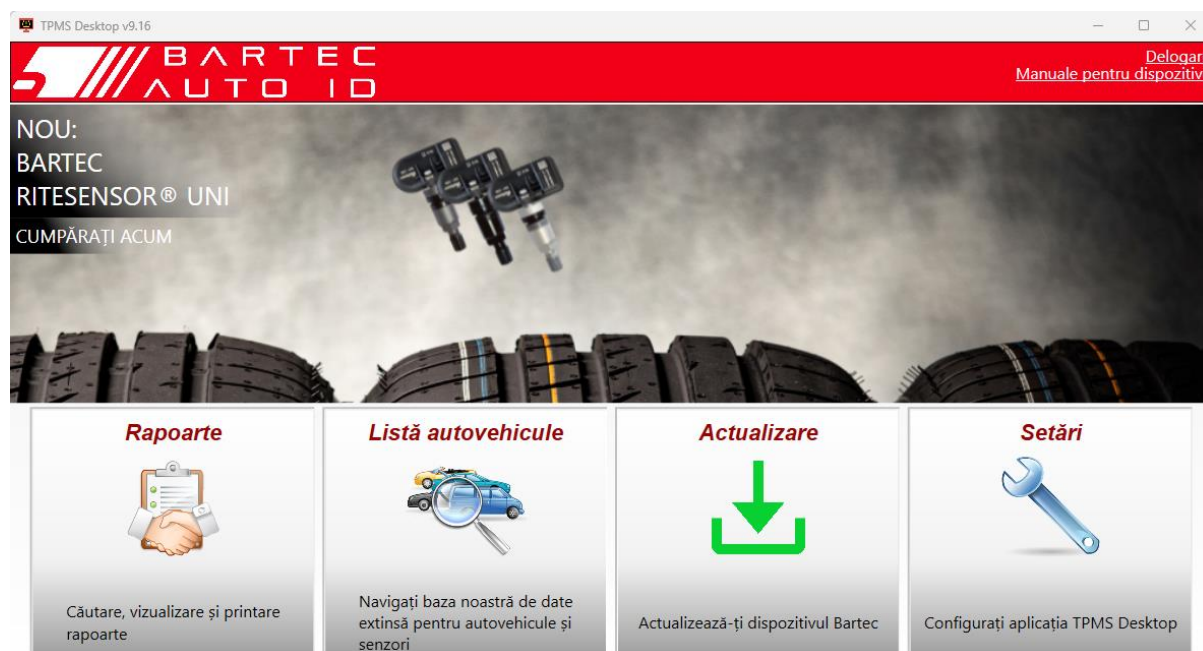 TPMS Desktop v9.16
BARTEC
AUTO ID
Delogar
Manuale pentru dispozitiv
NOU:
BARTEC
RITESENSOR® UNI
CUMPĂRAȚI ACUM
Rapoarte
Căutare, vizualizare și printare
rapoarte
Listă autovehicule
Navigați baza noastră de date
extinsă pentru autovehicule și
senzori
Actualizare
Actualizează-ți dispozitivul Bartec
Setări
Configurați aplicația TPMS Desktop